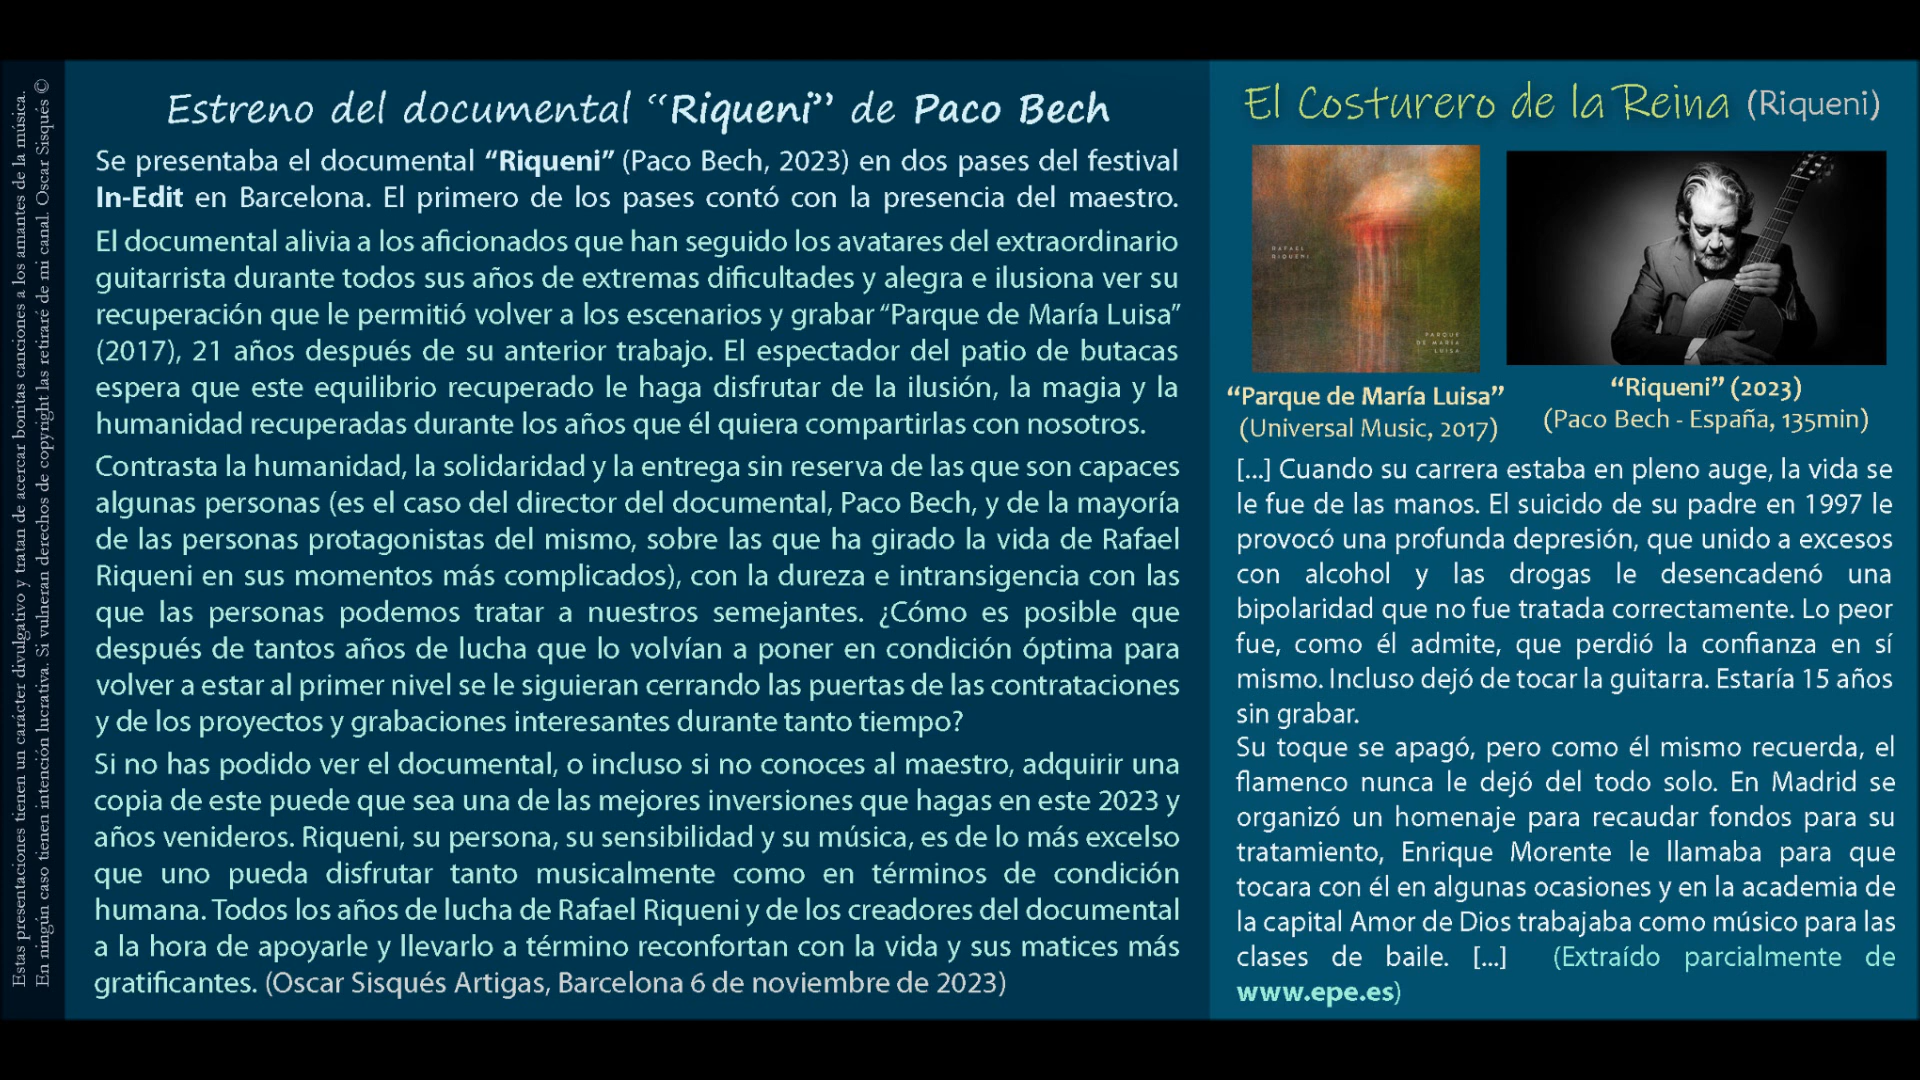 Estas presentaciones tienen un carácter divulgativo y tratan de acercar bonitas canciones a los amantes de la música.
En ningún caso tienen intención lucrativa. Si vulneran derechos de copyright las retiraré de mi canal. Oscar Sisqués ©
Estreno del documental “Riqueni” de Paco Bech
Se presentaba el documental “Riqueni” (Paco Bech, 2023) en dos pases del festival
In-Edit en Barcelona. El primero de los pases contó con la presencia del maestro.
El documental alivia a los aficionados que han seguido los avatares del extraordinario
guitarrista durante todos sus años de extremas dificultades y alegra e ilusiona ver su
recuperación que le permitió volver a los escenarios y grabar “Parque de María Luisa”
(2017), 21 años después de su anterior trabajo. El espectador del patio de butacas
espera que este equilibrio recuperado le haga disfrutar de la ilusión, la magia y la
humanidad recuperadas durante los años que él quiera compartirlas con nosotros.
Contrasta la humanidad, la solidaridad y la entrega sin reserva de las que son capaces
algunas personas (es el caso del director del documental, Paco Bech, y de la mayoría
de las personas protagonistas del mismo, sobre las que ha girado la vida de Rafael
Riqueni en sus momentos más complicados), con la dureza e intransigencia con las
que las personas podemos tratar a nuestros semejantes. ¿Cómo es posible que
después de tantos años de lucha que lo volvían a poner en condición óptima para
volver a estar al primer nivel se le siguieran cerrando las puertas de las contrataciones
y de los proyectos y grabaciones interesantes durante tanto tiempo?
Si no has podido ver el documental, o incluso si no conoces al maestro, adquirir una
copia de este puede que sea una de las mejores inversiones que hagas en este 2023 y
años venideros. Riqueni, su persona, su sensibilidad y su música, es de lo más excelso
que uno pueda disfrutar tanto musicalmente como en términos de condición
humana. Todos los años de lucha de Rafael Riqueni y de los creadores del documental
a la hora de apoyarle y llevarlo a término reconfortan con la vida y sus matices más
gratificantes. (Oscar Sisqués Artigas, Barcelona 6 de noviembre de 2023)
El Costurero de la Reina (Riqueni)
RAFAEL
RIQUENI
PARQUE
DE MARÍA
LUISA
“Parque de María Luisa”
(Universal Music, 2017)
“Riqueni” (2023)
(Paco Bech - España, 135min)
[...] Cuando su carrera estaba en pleno auge, la vida se
le fue de las manos. El suicido de su padre en 1997 le
provocó una profunda depresión, que unido a excesos
con alcohol y las drogas le desencadenó una
bipolaridad que no fue tratada correctamente. Lo peor
fue, como él admite, que perdió la confianza en sí
mismo. Incluso dejó de tocar la guitarra. Estaría 15 años
sin grabar.
Su toque se apagó, pero como él mismo recuerda, el
flamenco nunca le dejó del todo solo. En Madrid se
organizó un homenaje para recaudar fondos para su
tratamiento, Enrique Morente le llamaba para que
tocara con él en algunas ocasiones y en la academia de
la capital Amor de Dios trabajaba como músico para las
clases de baile. [...] (Extraído parcialmente de
www.epe.es)